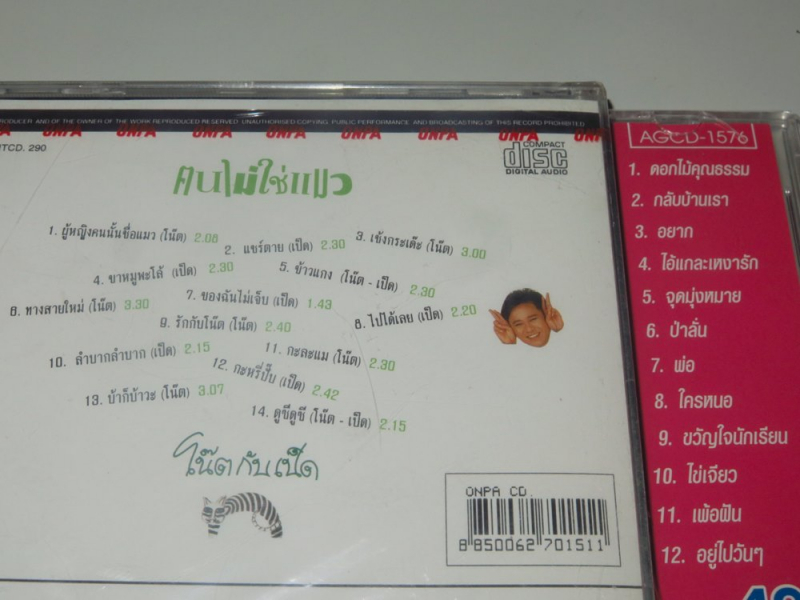 PRODUCER AND OF THE OWNER OF THE WORK REPRODUCED RESERVED. UNAUTHORISED COPYING, PUBLIC PERFORMANCE AND BROADCASTING OF THIS RECORD PROHIBITED
ONPA ONPA ONPA ONPA ONPA ONPA ONPA
TCD. 290
COMPACT
disc
DIGITAL AUDIO
คนไม่ใช่แมว
1. ผู้หญิงคนนั้นชื่อแมว (โน๊ต) 2.08
2. แชร์ตาย (เป็ด) 2.30
3. เข้งกระเด๊ะ (โน๊ต) 3.00
4. ขาหมูพะโล้ (เป็ด) 2.30
5. ข้าวแกง (โน๊ต - เป็ด) 2.30
6. ทางสายใหม่ (โน๊ต) 3.30
7. ของฉันไม่เจ็บ (เป็ด) 1.43
8. ไปได้เลย (เป็ด) 2.20
9. รักกับโน๊ต (โน๊ต) 2.40
10. ลำบากลำบาก (เป็ด) 2.15
11. กะละแม (โน๊ต) 2.30
12. กะหรี่ปั๊บ (เป็ด) 2.42
13. บ้าก็บ้าวะ (โน๊ต) 3.07
14. ดูซีดูซี (โน๊ต - เป็ด) 2.15
โน๊ตกับเป็ด
ONPA CD.
8 850062 701511
AGCD-1576
1. ดอกไม้คุณธรรม
2. กลับบ้านเรา
3. อยาก
4. ไอ้แกละเหงารัก
5. จุดมุ่งหมาย
6. ป่าลั่น
7. พ่อ
8. ใครหนอ
9. ขวัญใจนักเรียน
10. ไข่เจียว
11. เพ้อฝัน
12. อยู่ไปวันๆ